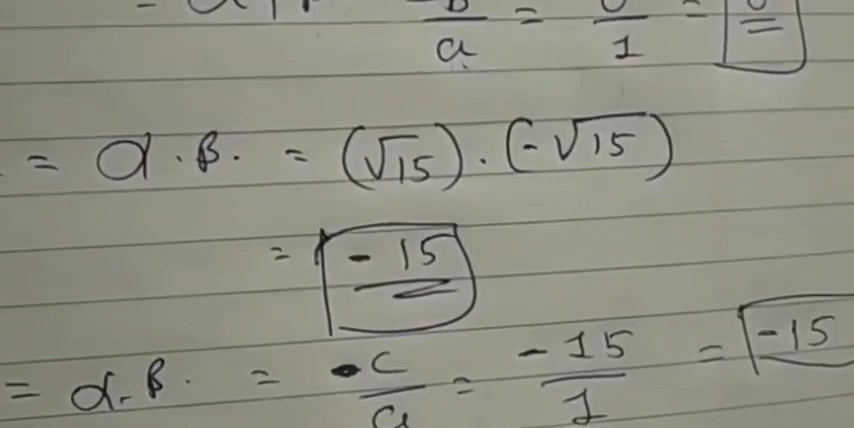 = α + β -b/a = 0/1 = 0
= α . β . = (√15) . (-√15)
= -15
= α . β . = c/a = -15/1 = -15